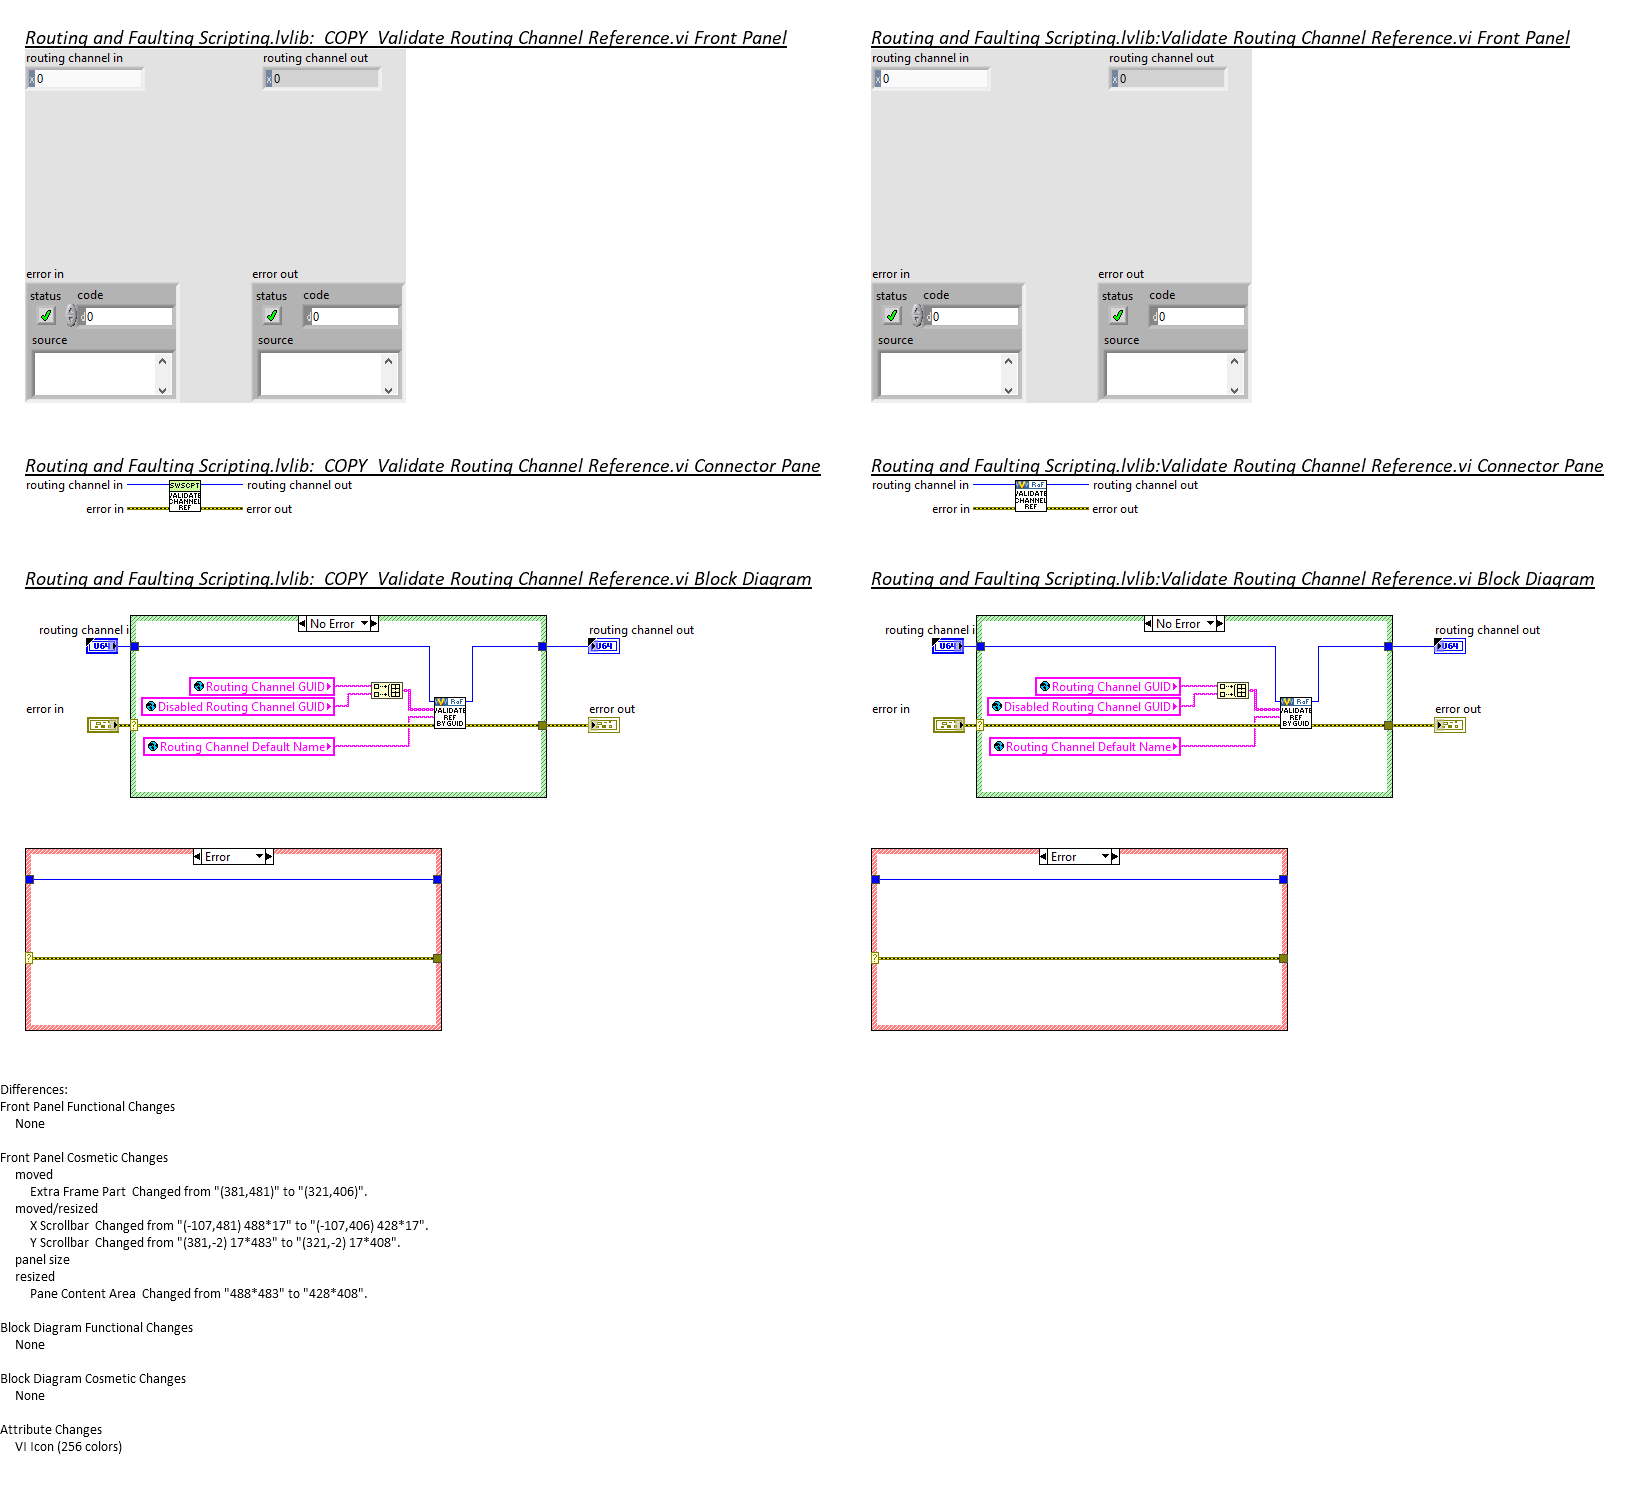 Routing and Faulting Scripting.lvlib:_COPY_Validate Routing Channel Reference.vi Front Panel
routing channel in
routing channel out
x 0
x 0
error in
error out
status code
status code
d 0
d 0
source
source
Routing and Faulting Scripting.lvlib:Validate Routing Channel Reference.vi Front Panel
routing channel in
routing channel out
x 0
x 0
error in
error out
status code
status code
d 0
d 0
source
source
Routing and Faulting Scripting.lvlib:_COPY_Validate Routing Channel Reference.vi Connector Pane
routing channel in
SWSCPT
VALIDATE
CHANNEL
REF
routing channel out
error in
error out
Routing and Faulting Scripting.lvlib:Validate Routing Channel Reference.vi Connector Pane
routing channel in
RaF
VALIDATE
CHANNEL
REF
routing channel out
error in
error out
Routing and Faulting Scripting.lvlib:_COPY_Validate Routing Channel Reference.vi Block Diagram
No Error
routing channel i
U64
routing channel out
U64
Routing Channel GUID
Disabled Routing Channel GUID
RaF
VALIDATE
REF
BY GUID
error in
?
error out
Routing Channel Default Name
Error
?
Routing and Faulting Scripting.lvlib:Validate Routing Channel Reference.vi Block Diagram
No Error
routing channel i
U64
routing channel out
U64
Routing Channel GUID
Disabled Routing Channel GUID
RaF
VALIDATE
REF
BY GUID
error in
?
error out
Routing Channel Default Name
Error
?
Differences:
Front Panel Functional Changes
None
Front Panel Cosmetic Changes
moved
Extra Frame Part  Changed from "(381,481)" to "(321,406)".
moved/resized
X Scrollbar  Changed from "(-107,481) 488*17" to "(-107,406) 428*17".
Y Scrollbar  Changed from "(381,-2) 17*483" to "(321,-2) 17*408".
panel size
resized
Pane Content Area  Changed from "488*483" to "428*408".
Block Diagram Functional Changes
None
Block Diagram Cosmetic Changes
None
Attribute Changes
VI Icon (256 colors)